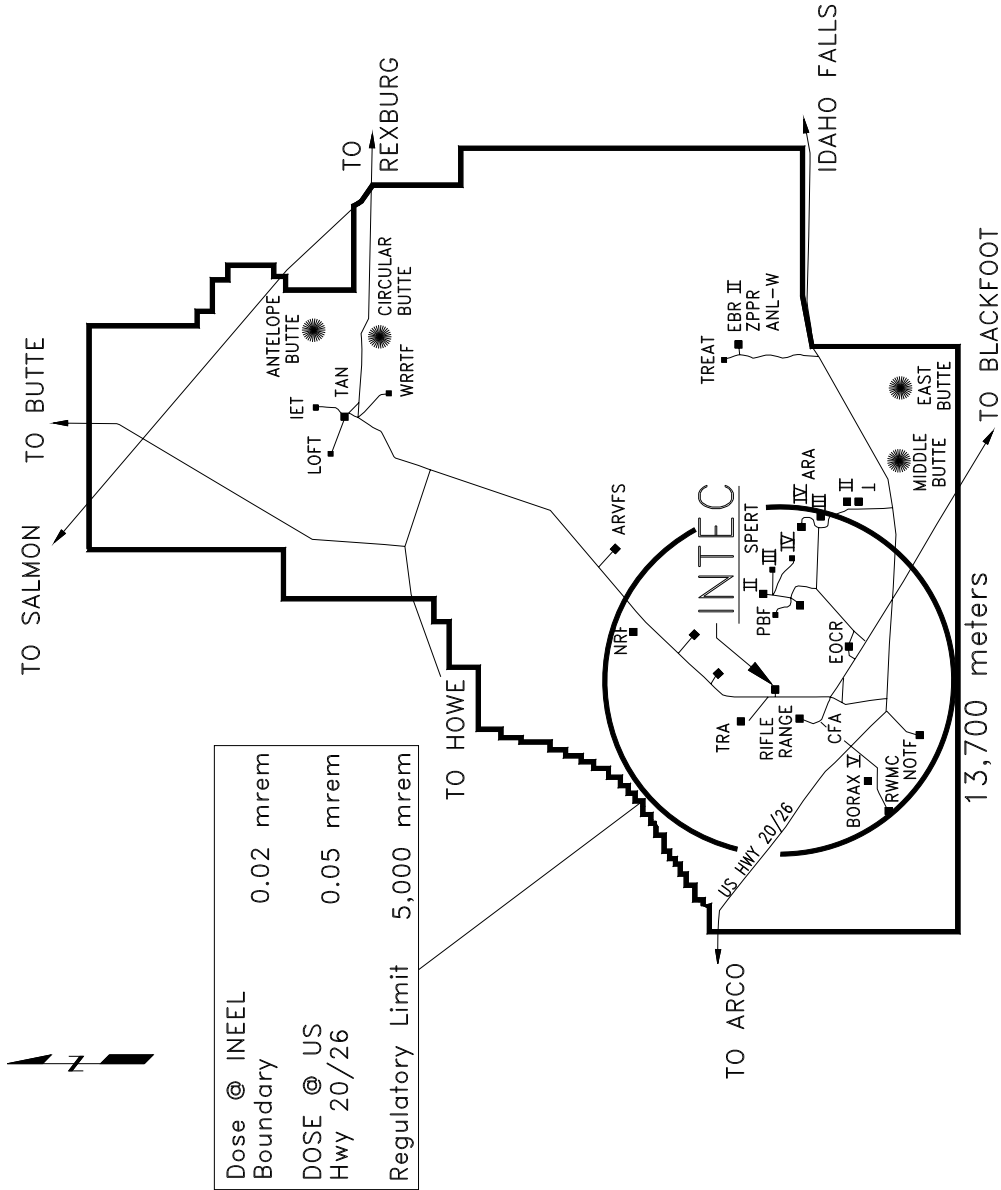 N
Dose @ INEEL
Boundary 0.02 mrem
DOSE @ US
Hwy 20/26 0.05 mrem
Regulatory Limit 5,000 mrem
TO SALMON
TO BUTTE
TO REXBURG
TO HOWE
TO ARCO
IDAHO FALLS
TO BLACKFOOT
ANTELOPE
BUTTE
CIRCULAR
BUTTE
IET
TAN
LOFT
WRRTF
TREAT
EBR II
ZPPR
ANL-W
EAST
BUTTE
MIDDLE
BUTTE
ARVFS
INTEC
SPERT
II
III
IV
PBF
ARA
IV
III
II
I
NRF
EOCR
TRA
RIFLE
RANGE
CFA
BORAX V
RWMC
NOTF
US HWY 20/26
13,700 meters